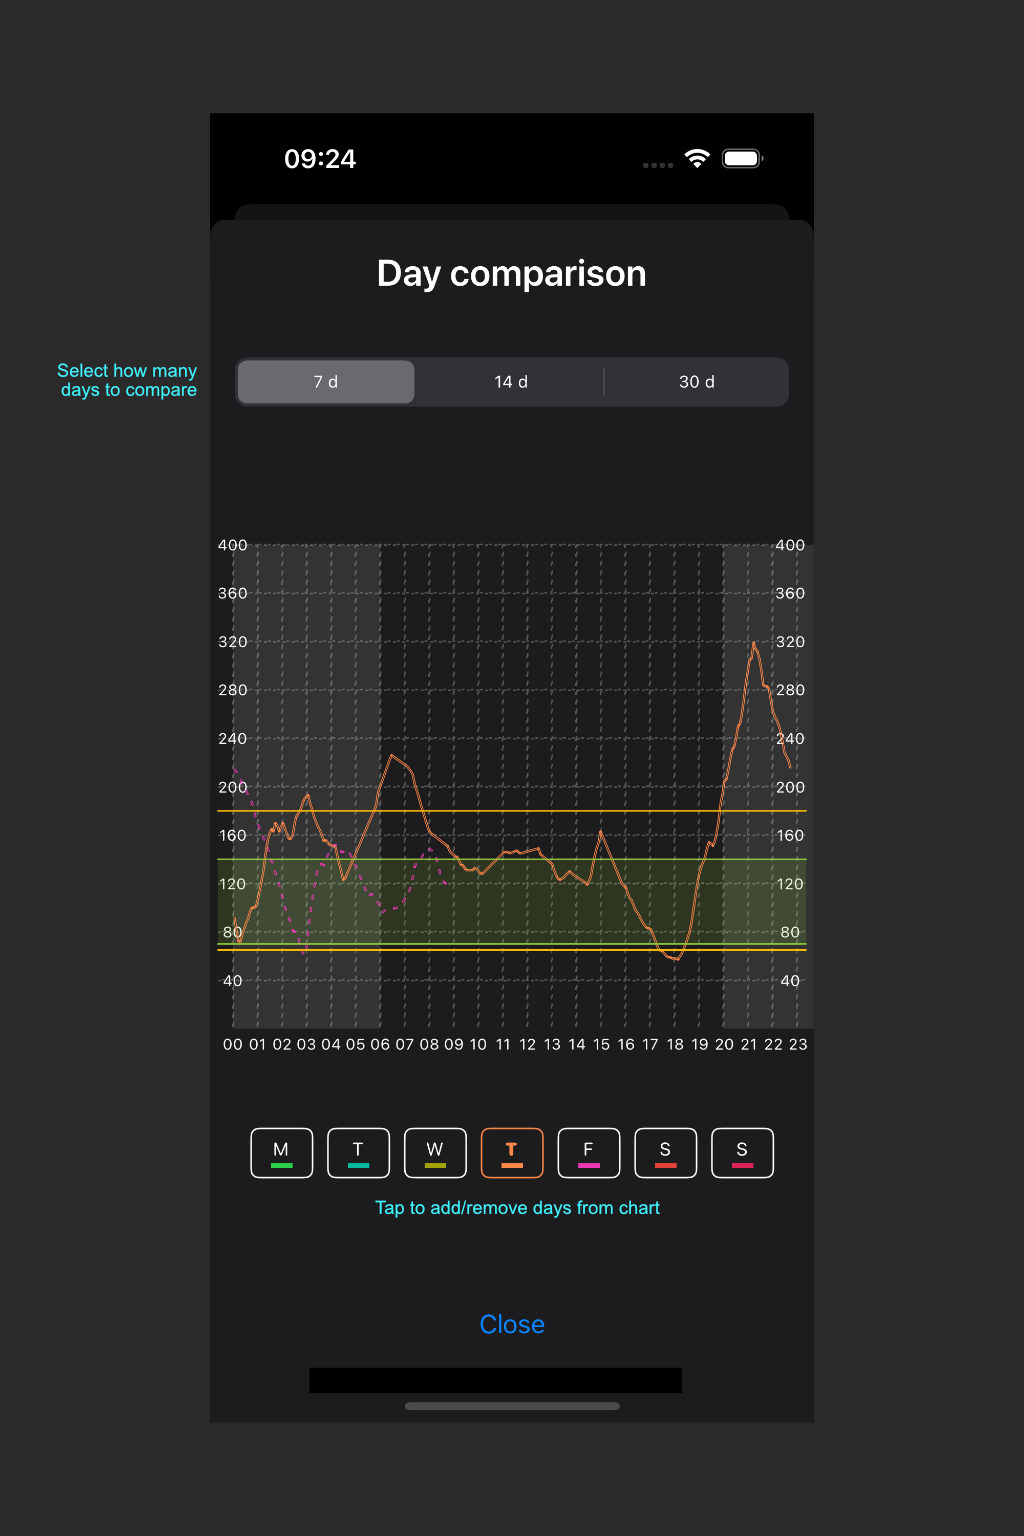 09:24
Day comparison
Select how many
days to compare
7 d 14 d 30 d
400 400
360 360
320 320
280 280
240 240
200 200
160 160
120 120
80 80
40 40
00 01 02 03 04 05 06 07 08 09 10 11 12 13 14 15 16 17 18 19 20 21 22 23
M T W T F S S
Tap to add/remove days from chart
Close